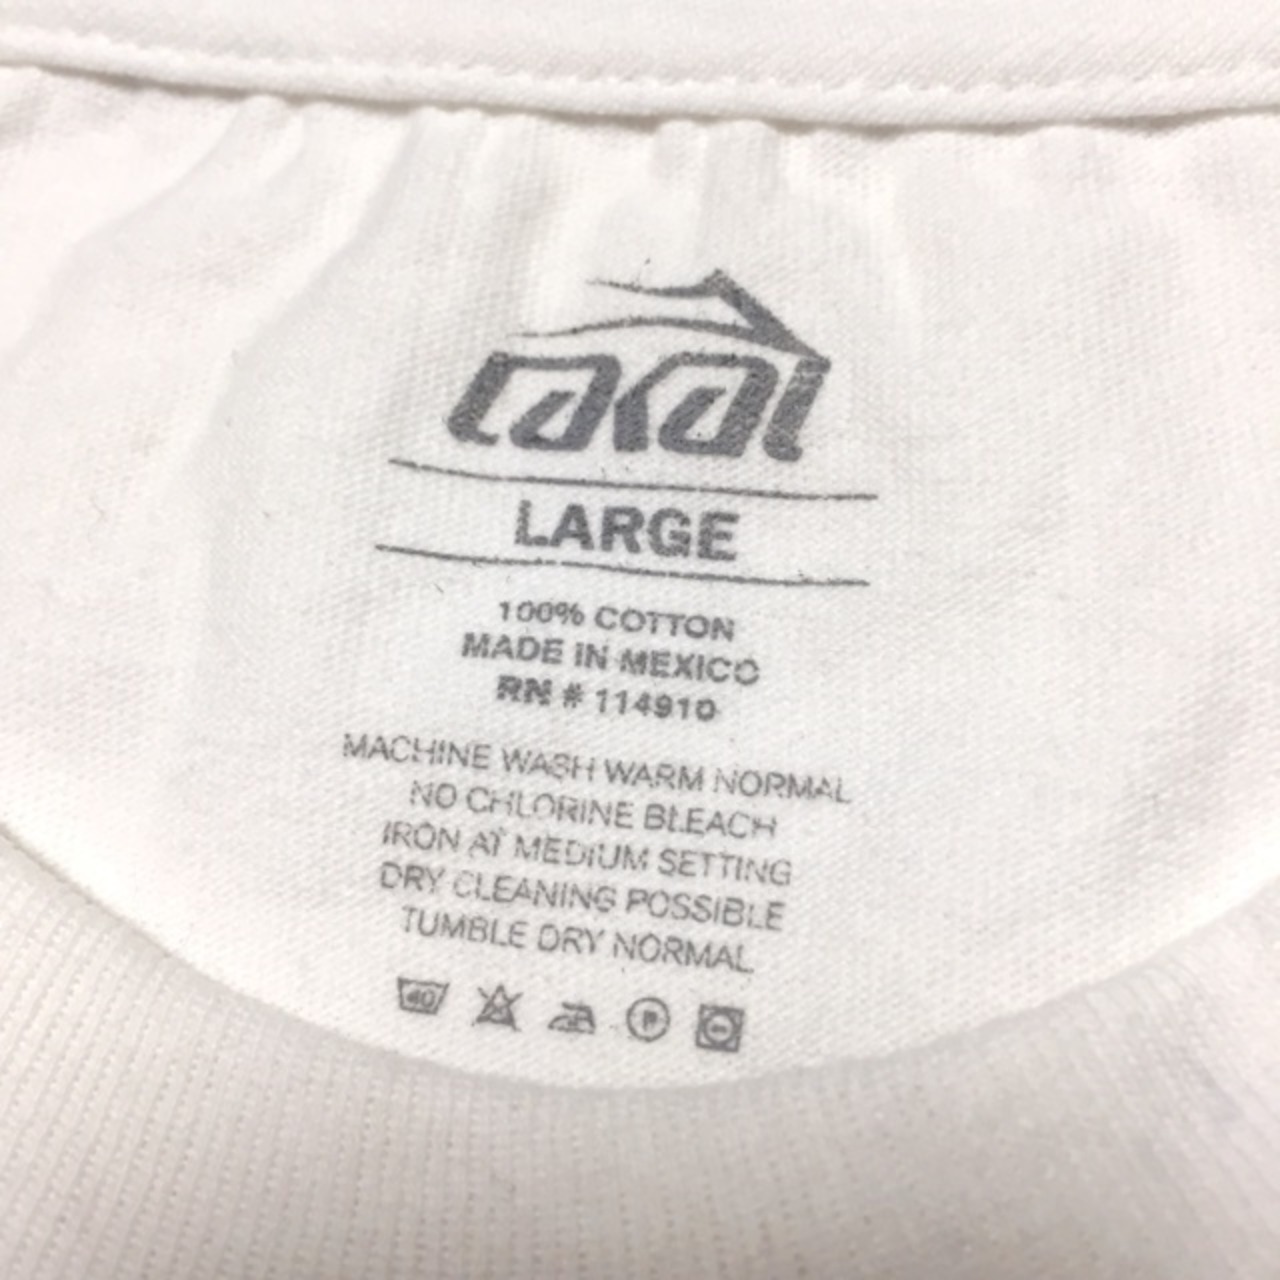 LAKAI
LARGE
100% COTTON
MADE IN MEXICO
RN # 114910
MACHINE WASH WARM NORMAL
NO CHLORINE BLEACH
IRON AT MEDIUM SETTING
DRY CLEANING POSSIBLE
TUMBLE DRY NORMAL
40 P